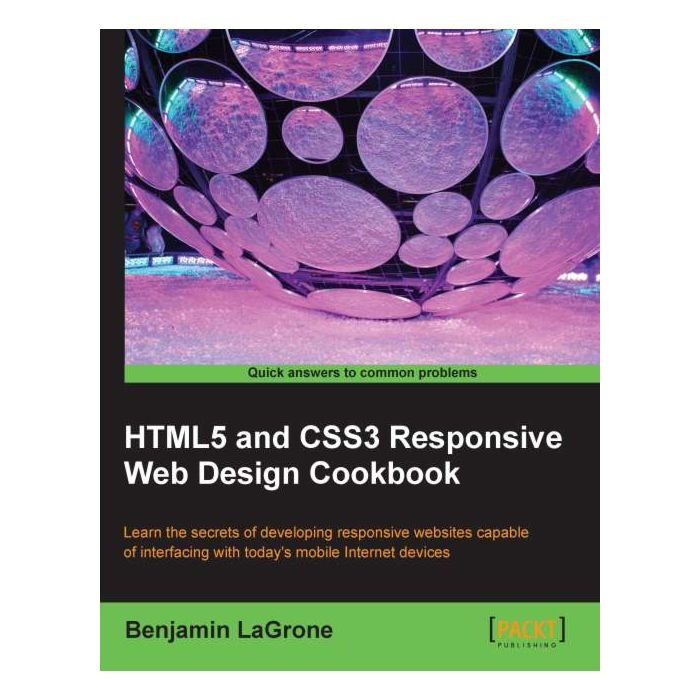 Quick answers to common problems
HTML5 and CSS3 Responsive
Web Design Cookbook
Learn the secrets of developing responsive websites capable
of interfacing with today's mobile Internet devices
Benjamin LaGrone
[PACKT]
PUBLISHING